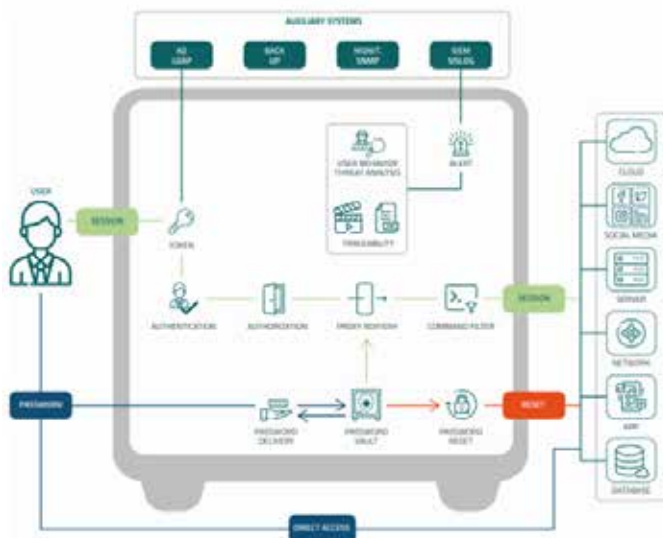 AUXILIARY SYSTEMS
AD
LDAP
BACK
UP
MONIT.
SNMP
SIEM
SYSLOG
USER
SESSION
TOKEN
USER BEHAVIOR
THREAT ANALYSIS
TRACEABILITY
ALERT
CLOUD
SOCIAL MEDIA
SERVER
NETWORK
APP
DATABASE
AUTHENTICATION
AUTHORIZATION
COMMAND FILTER
SESSION
PASSWORD
PASSWORD
DELIVERY
PASSWORD
VAULT
PASSWORD
RESET
RESET
DIRECT ACCESS